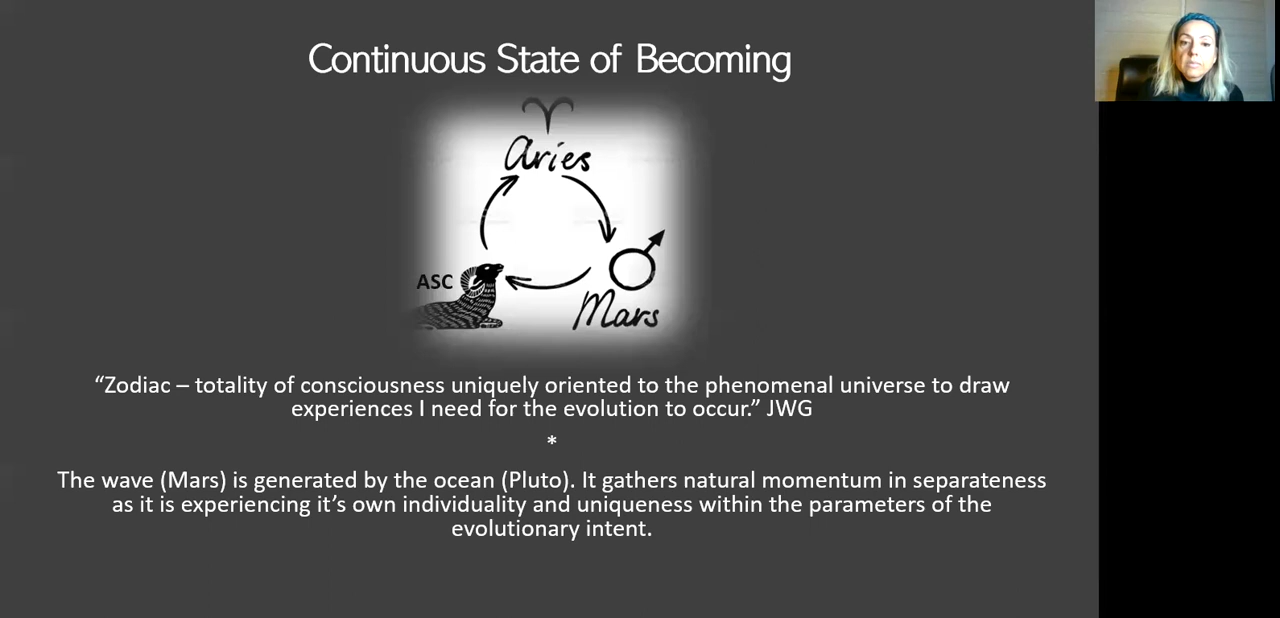 Continuous State of Becoming
Aries
ASC
Mars
“Zodiac – totality of consciousness uniquely oriented to the phenomenal universe to draw
experiences I need for the evolution to occur.” JWG
*
The wave (Mars) is generated by the ocean (Pluto). It gathers natural momentum in separateness
as it is experiencing it’s own individuality and uniqueness within the parameters of the
evolutionary intent.